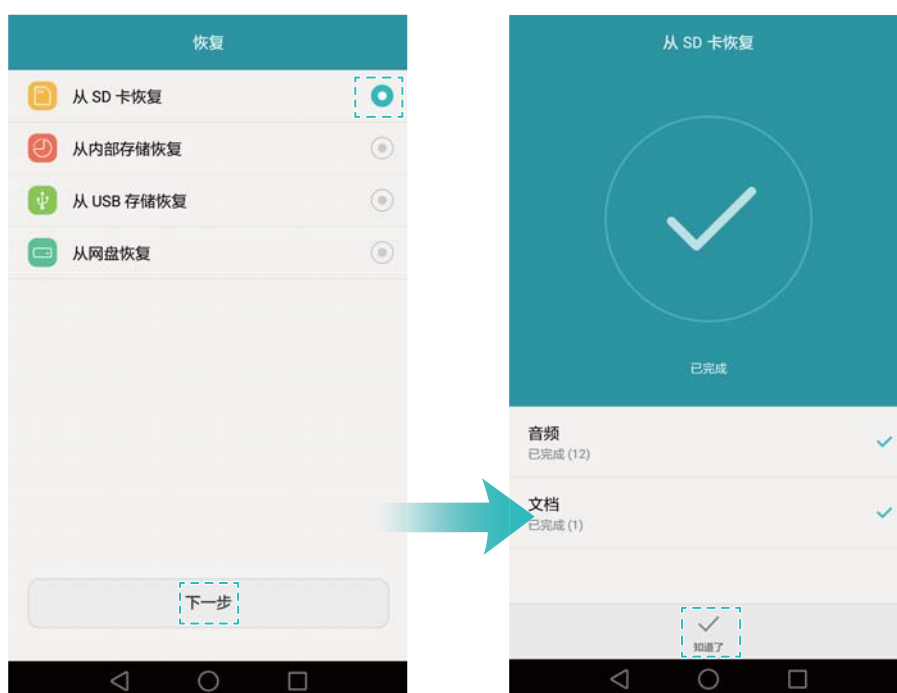 恢复
从 SD 卡恢复
从内部存储恢复
从 USB 存储恢复
从网盘恢复
下一步
从 SD 卡恢复
已完成
音频
已完成 (12)
文档
已完成 (1)
知道了